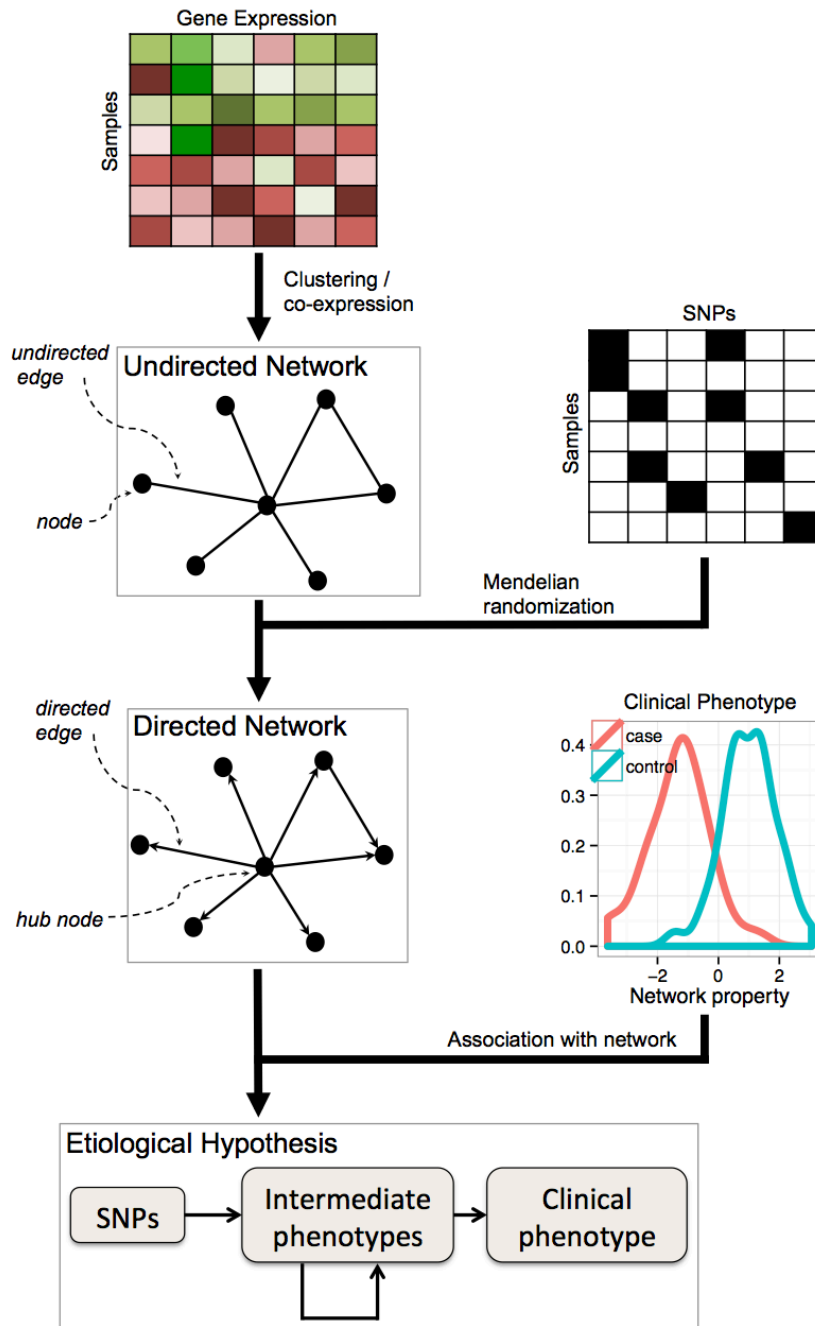 Gene Expression
Samples
Clustering /
co-expression
SNPs
Samples
undirected
edge
Undirected Network
node
Mendelian
randomization
directed
edge
Directed Network
hub node
Clinical Phenotype
case
control
0.4
0.3
0.2
0.1
0.0
−2 0 2
Network property
Association with network
Etiological Hypothesis
SNPs
Intermediate
phenotypes
Clinical
phenotype